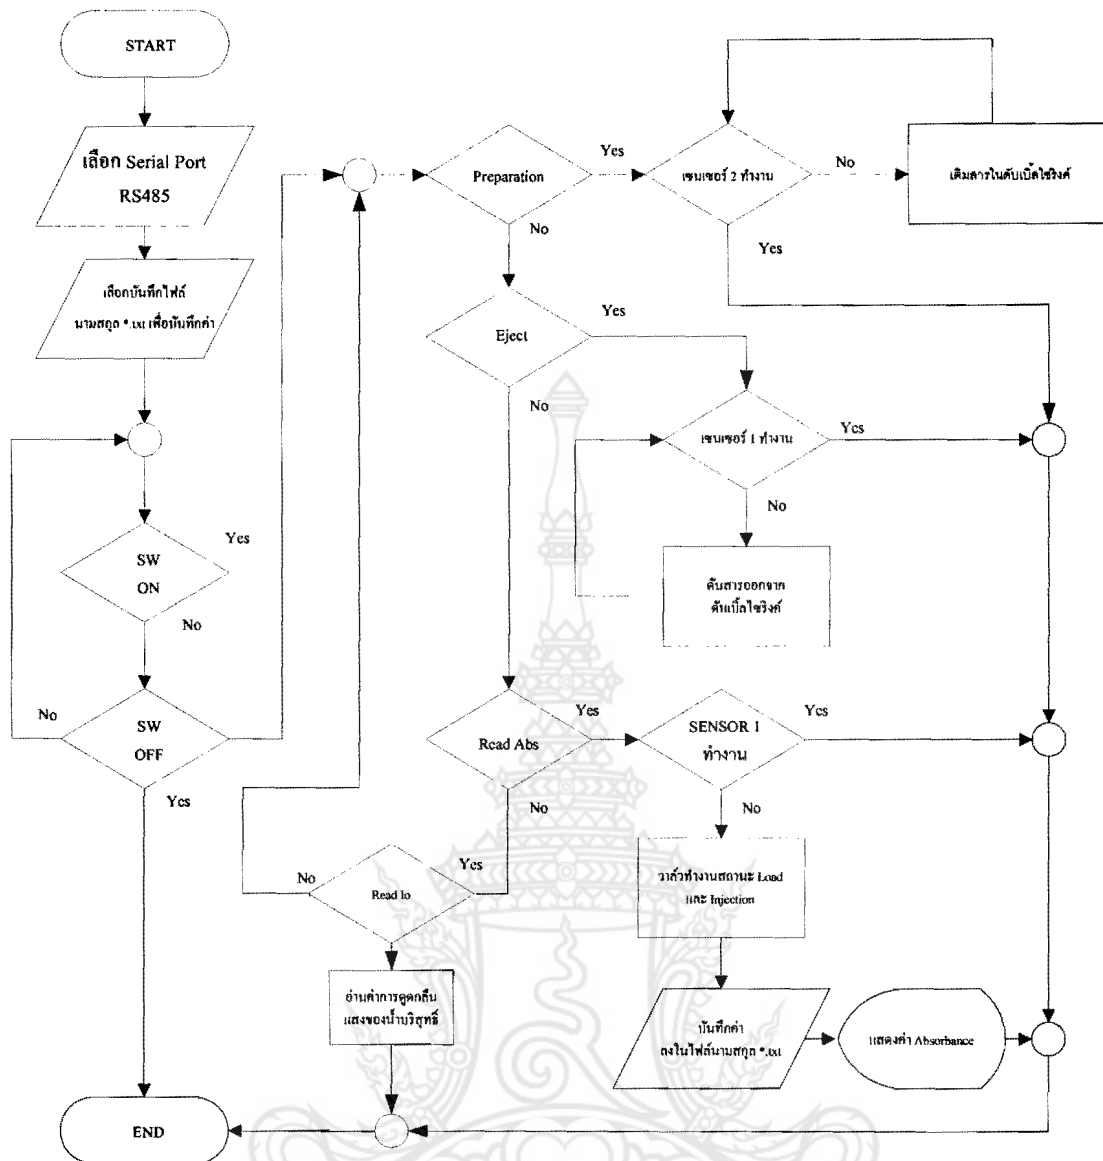 START
เลือก Serial Port
RS485
เลือกบันทึกไฟล์
นามสกุล *.txt เพื่อบันทึกค่า
SW
ON
Yes
No
SW
OFF
No
Yes
Preparation
Yes
No
เซนเซอร์ 2 ทำงาน
No
Yes
เติมสารในดับเบิ้ลไซริงค์
Eject
Yes
No
เซนเซอร์ 1 ทำงาน
Yes
No
ดันสารออกจาก
ดับเบิ้ลไซริงค์
Read Abs
Yes
No
SENSOR 1
ทำงาน
Yes
No
วาล์วทำงานสถานะ Load
และ Injection
Read Io
No
Yes
อ่านค่าการดูดกลืน
แสงของน้ำบริสุทธิ์
บันทึกค่า
ลงในไฟล์นามสกุล *.txt
แสดงค่า Absorbance
END